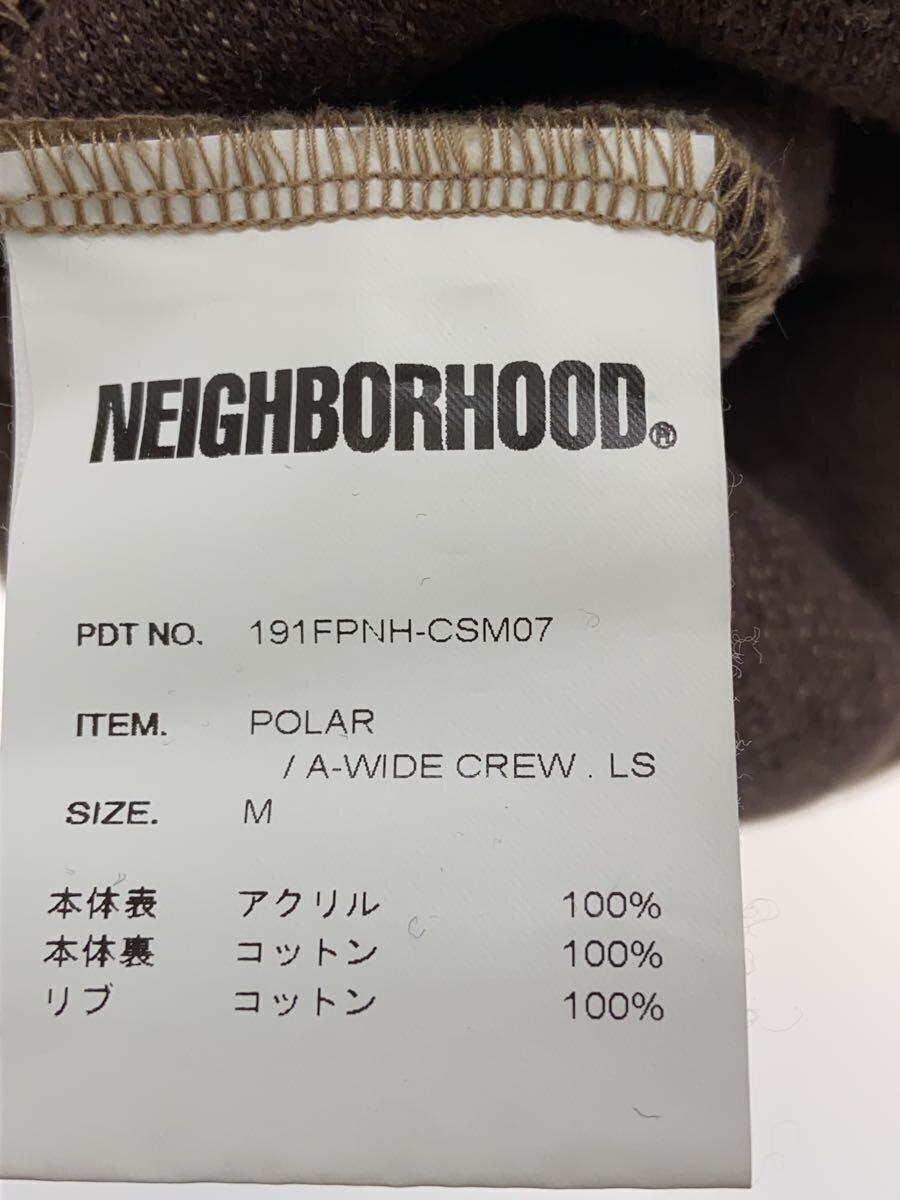 NEIGHBORHOOD.®
PDT NO. 191FPNH-CSM07
ITEM. POLAR
/ A-WIDE CREW . LS
SIZE. M
本体表 アクリル 100%
本体裏 コットン 100%
リブ コットン 100%